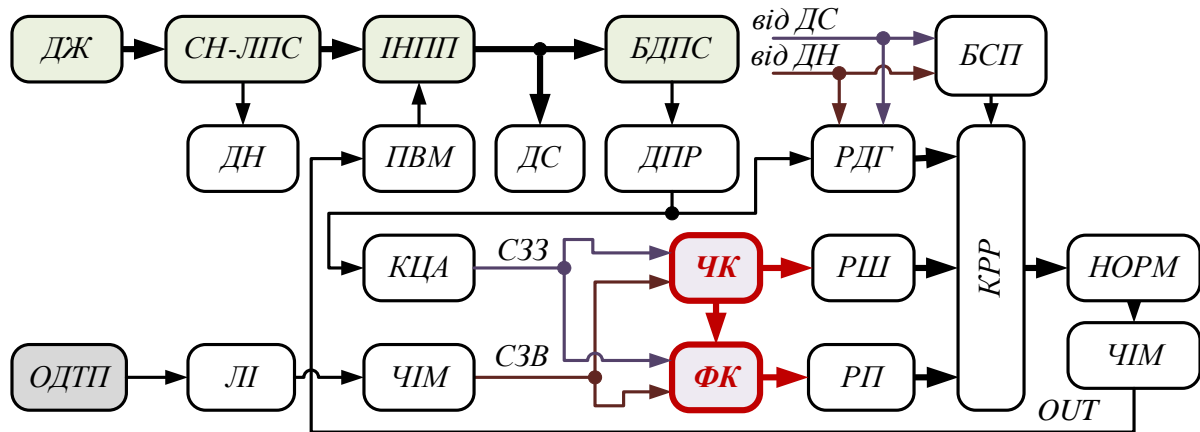 ДЖ
СН-ЛПС
ІНПП
БДПС
від ДС
від ДН
БСП
ДН
ПВМ
ДС
ДПР
РДГ
КЦА
СЗЗ
ЧК
РШ
КРР
НОРМ
ОДТП
ЛІ
ЧІМ
СЗВ
ФК
РП
ЧІМ
OUT